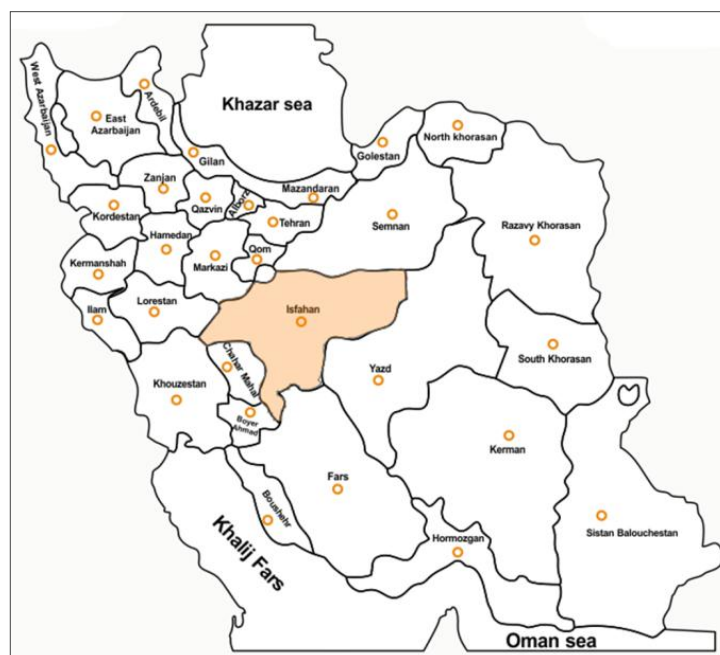 Khazar sea
West Azarbaijan
East
Azarbaijan
Ardebil
Gilan
Golestan
North khorasan
Zanjan
Mazandaran
Qazvin
Alborz
Tehran
Semnan
Razavy Khorasan
Kordestan
Hamedan
Markazi
Qom
Kermanshah
Ilam
Lorestan
Isfahan
South Khorasan
Chahar Mahal
Yazd
Khouzestan
Boyer
Ahmad
Kerman
Fars
Boushehr
Hormozgan
Sistan Balouchestan
Khalij Fars
Oman sea